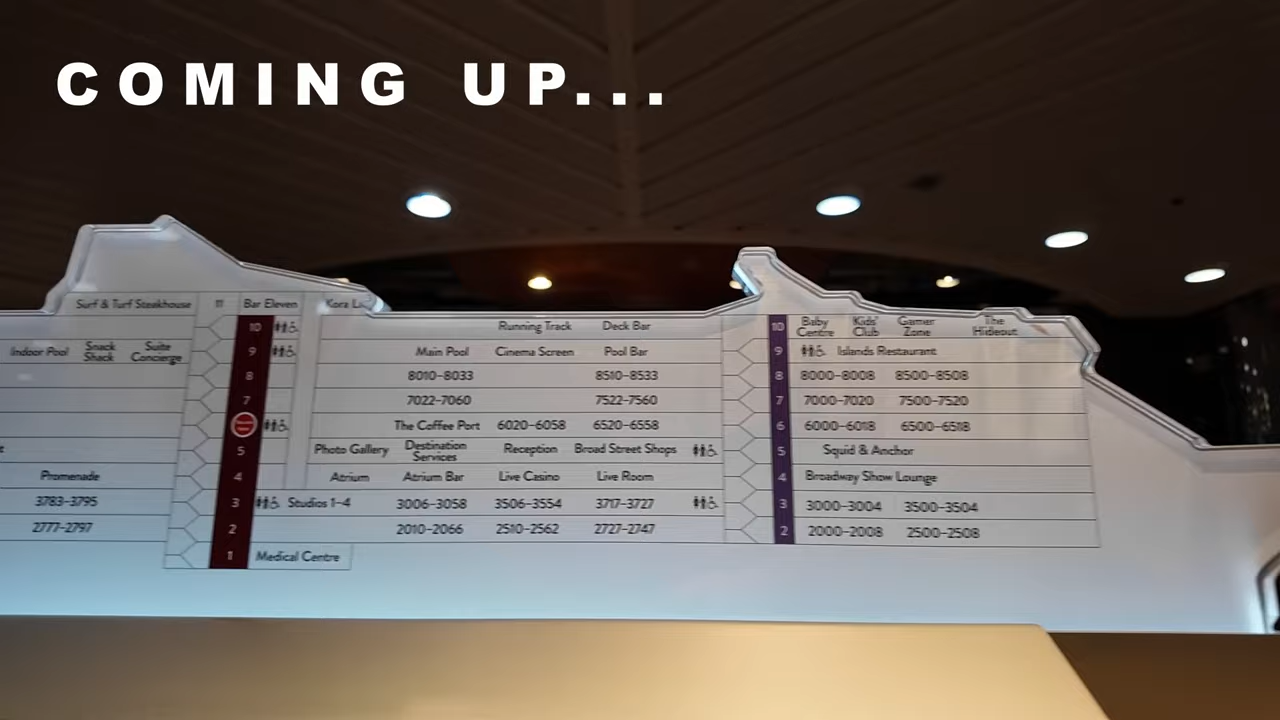 COMING UP...
Surf & Turf Steakhouse 11 Bar Eleven Kora
10 Running Track Deck Bar 10 Baby Centre Kids' Club Gamer Zone The Hideout
Indoor Pool Snack Shack Suite Concierge 9 Main Pool Cinema Screen Pool Bar 9 Islands Restaurant
8 8010-8033 8510-8533 8 8000-8008 8500-8508
7 7022-7060 7522-7560 7 7000-7020 7500-7520
The Coffee Port 6020-6058 6520-6558 6 6000-6018 6500-6518
5 Photo Gallery Destination Services Reception Broad Street Shops 5 Squid & Anchor
Promenade 4 Atrium Atrium Bar Live Casino Live Room 4 Broadway Show Lounge
3783-3795 3 Studios 1-4 3006-3058 3506-3554 3717-3727 3 3000-3004 3500-3504
2777-2797 2 2010-2066 2510-2562 2727-2747 2 2000-2008 2500-2508
1 Medical Centre